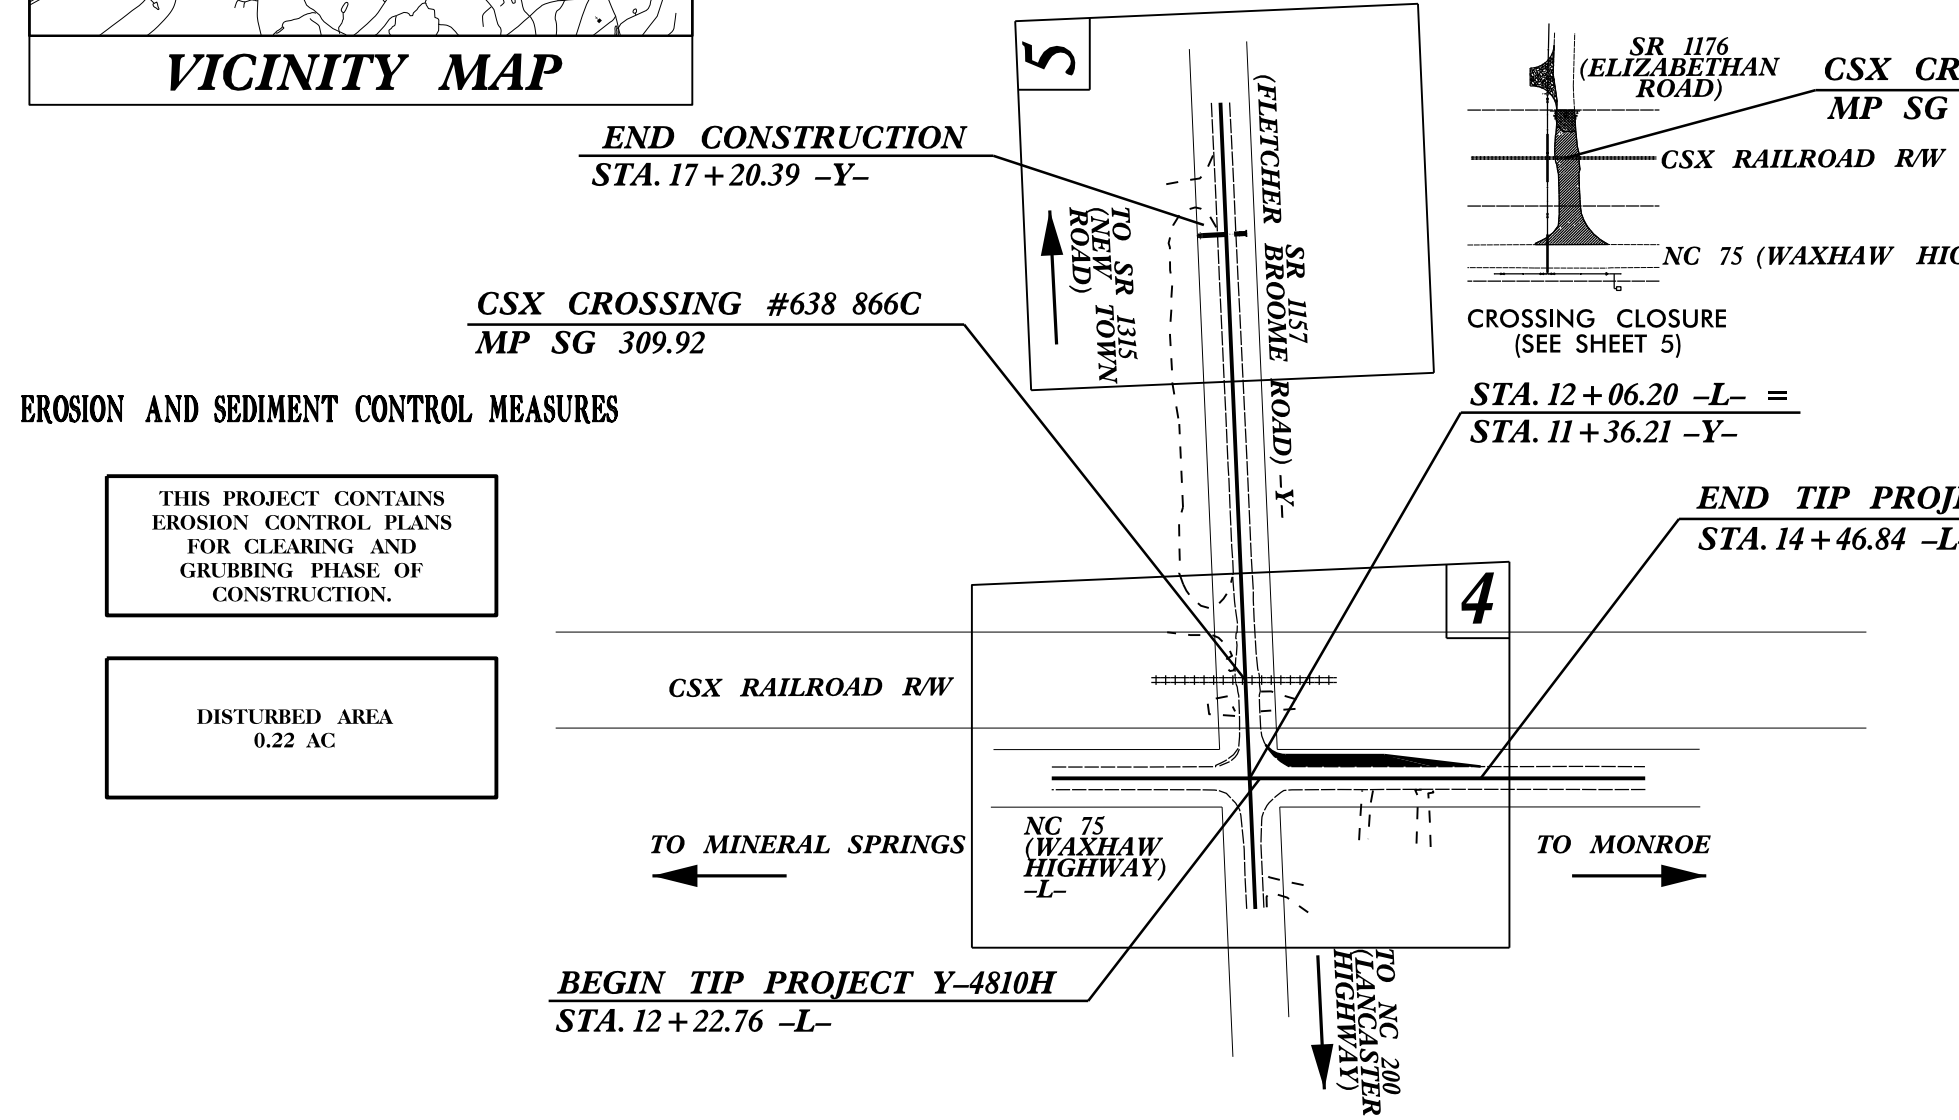 VICINITY MAP
END CONSTRUCTION
STA. 17+20.39 –Y–
CSX CROSSING #638 866C
MP SG 309.92
EROSION AND SEDIMENT CONTROL MEASURES
THIS PROJECT CONTAINS
EROSION CONTROL PLANS
FOR CLEARING AND
GRUBBING PHASE OF
CONSTRUCTION.
DISTURBED AREA
0.22 AC
5
TO SR 1315
(NEW TOWN
ROAD)
SR 1157
(FLETCHER BROOME ROAD) –Y–
SR 1176
(ELIZABETHAN
ROAD)
CSX CR
MP SG
CSX RAILROAD R/W
NC 75 (WAXHAW HIG
CROSSING CLOSURE
(SEE SHEET 5)
STA. 12+06.20 –L– =
STA. 11+36.21 –Y–
END TIP PROJE
STA. 14+46.84 –L–
4
CSX RAILROAD R/W
TO MINERAL SPRINGS
NC 75
(WAXHAW
HIGHWAY)
–L–
TO MONROE
BEGIN TIP PROJECT Y–4810H
STA. 12+22.76 –L–
TO NC 200
(LANCASTER
HIGHWAY)